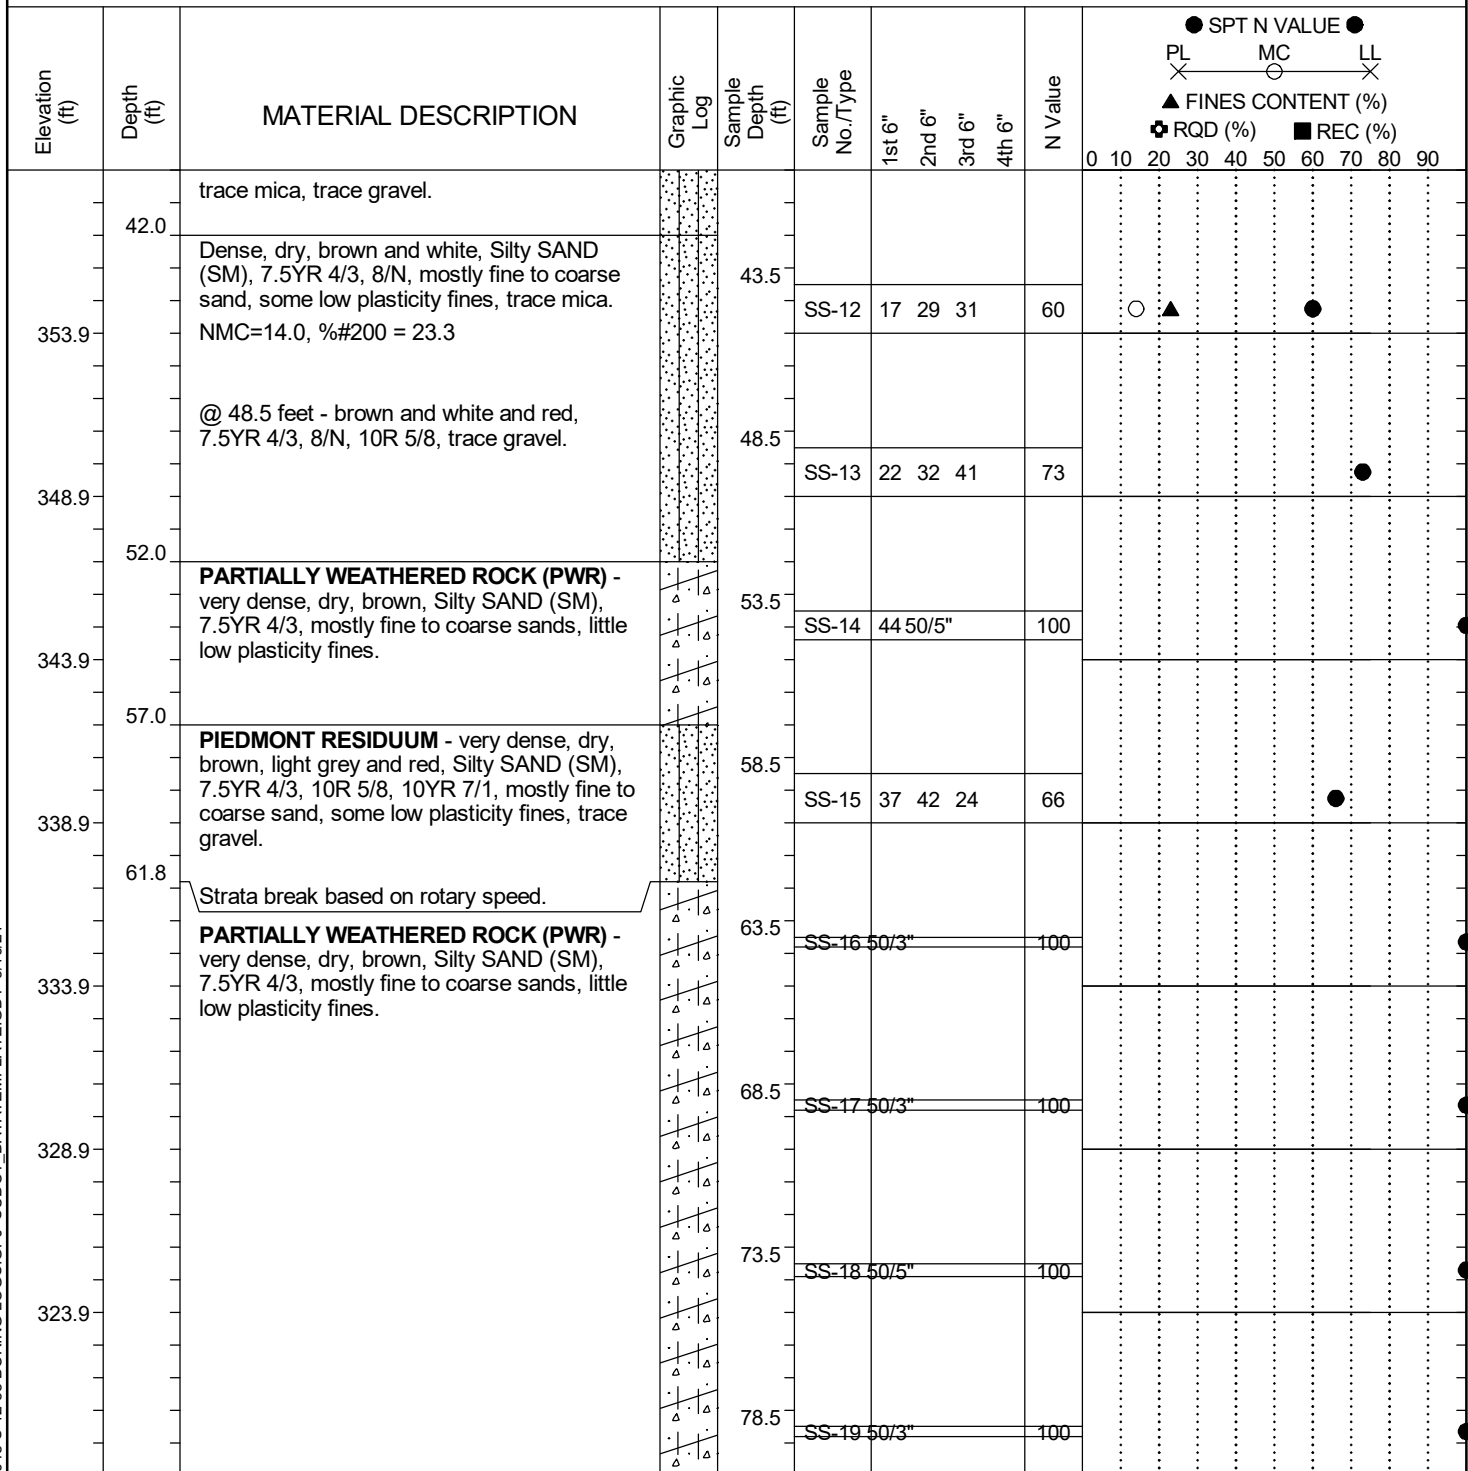 ● SPT N VALUE ●
PL MC LL
▲ FINES CONTENT (%)
RQD (%) ■ REC (%)
Elevation (ft)
Depth (ft)
MATERIAL DESCRIPTION
Graphic Log
Sample Depth (ft)
Sample No./Type
1st 6"
2nd 6"
3rd 6"
4th 6"
N Value
0 10 20 30 40 50 60 70 80 90
trace mica, trace gravel.
42.0
Dense, dry, brown and white, Silty SAND
(SM), 7.5YR 4/3, 8/N, mostly fine to coarse
sand, some low plasticity fines, trace mica.
43.5
SS-12 17 29 31 60
353.9
NMC=14.0, %#200 = 23.3
@ 48.5 feet - brown and white and red,
7.5YR 4/3, 8/N, 10R 5/8, trace gravel.
48.5
SS-13 22 32 41 73
348.9
52.0
PARTIALLY WEATHERED ROCK (PWR) -
very dense, dry, brown, Silty SAND (SM),
7.5YR 4/3, mostly fine to coarse sands, little
low plasticity fines.
53.5
SS-14 44 50/5" 100
343.9
57.0
PIEDMONT RESIDUUM - very dense, dry,
brown, light grey and red, Silty SAND (SM),
7.5YR 4/3, 10R 5/8, 10YR 7/1, mostly fine to
coarse sand, some low plasticity fines, trace
gravel.
58.5
SS-15 37 42 24 66
338.9
61.8
Strata break based on rotary speed.
PARTIALLY WEATHERED ROCK (PWR) -
very dense, dry, brown, Silty SAND (SM),
7.5YR 4/3, mostly fine to coarse sands, little
low plasticity fines.
63.5
SS-16 50/3" 100
333.9
68.5
SS-17 50/3" 100
328.9
73.5
SS-18 50/5" 100
323.9
78.5
SS-19 50/3" 100